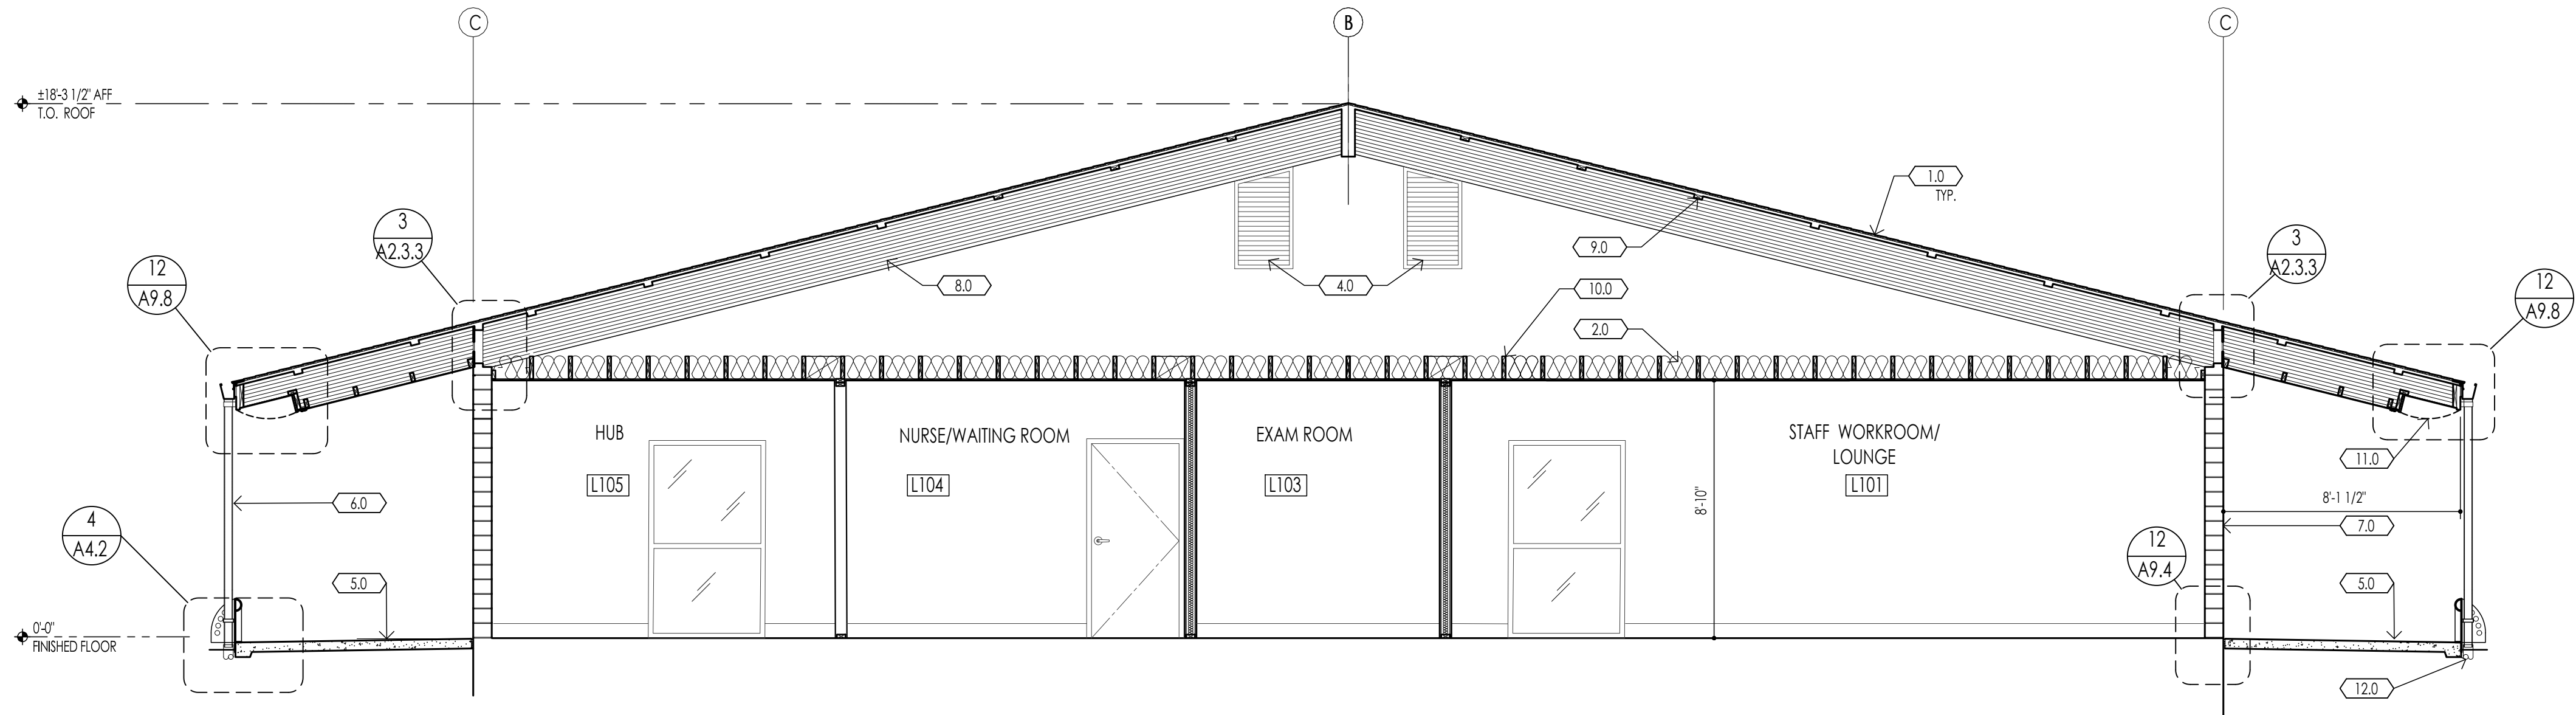 C
B
C
±18'-3 1/2" AFF
T.O. ROOF
1.0
TYP.
3
A2.3.3
3
A2.3.3
9.0
12
A9.8
8.0
4.0
10.0
12
A9.8
2.0
HUB
NURSE/WAITING ROOM
EXAM ROOM
STAFF WORKROOM/
LOUNGE
11.0
L105
L104
L103
L101
8'-10"
8'-1 1/2"
6.0
7.0
4
A4.2
12
A9.4
5.0
5.0
0'-0"
FINISHED FLOOR
12.0